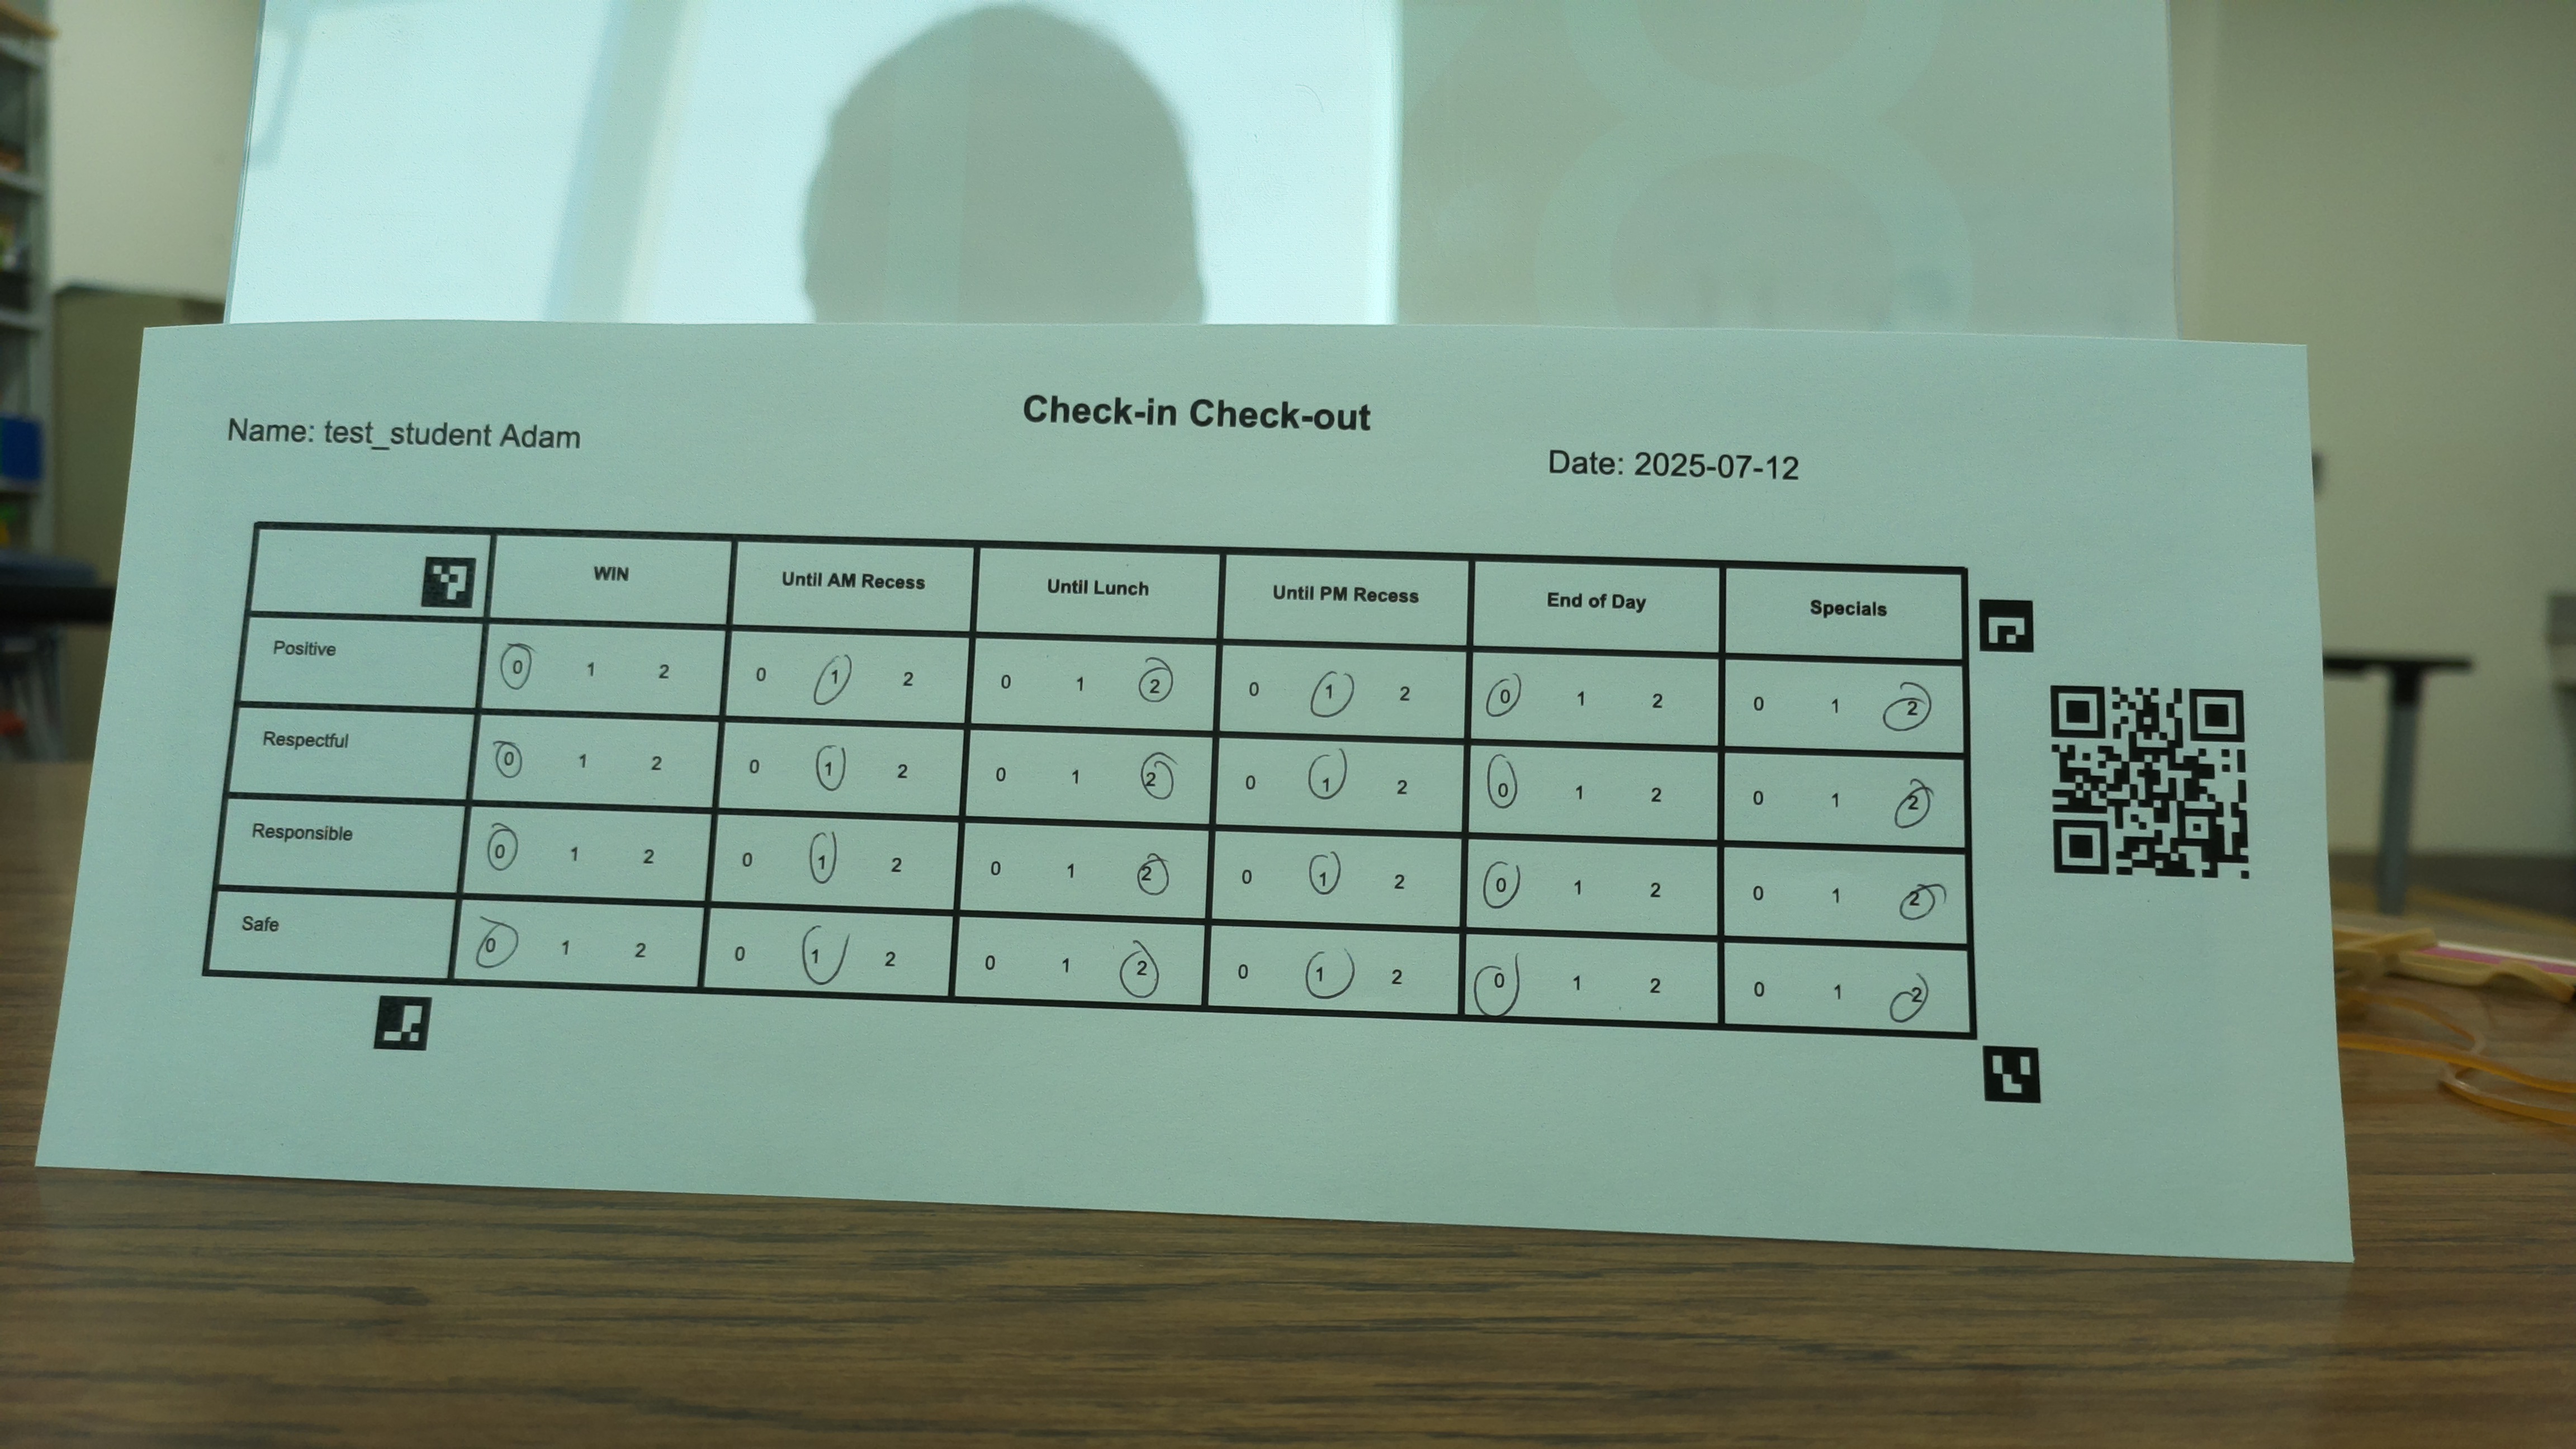 Check-in Check-out
Name: test_student Adam
Date: 2025-07-12
WIN Until AM Recess Until Lunch Until PM Recess End of Day Specials
Positive 0 1 2 0 1 2 0 1 2 0 1 2 0 1 2 0 1 2
Respectful 0 1 2 0 1 2 0 1 2 0 1 2 0 1 2 0 1 2
Responsible 0 1 2 0 1 2 0 1 2 0 1 2 0 1 2 0 1 2
Safe 0 1 2 0 1 2 0 1 2 0 1 2 0 1 2 0 1 2